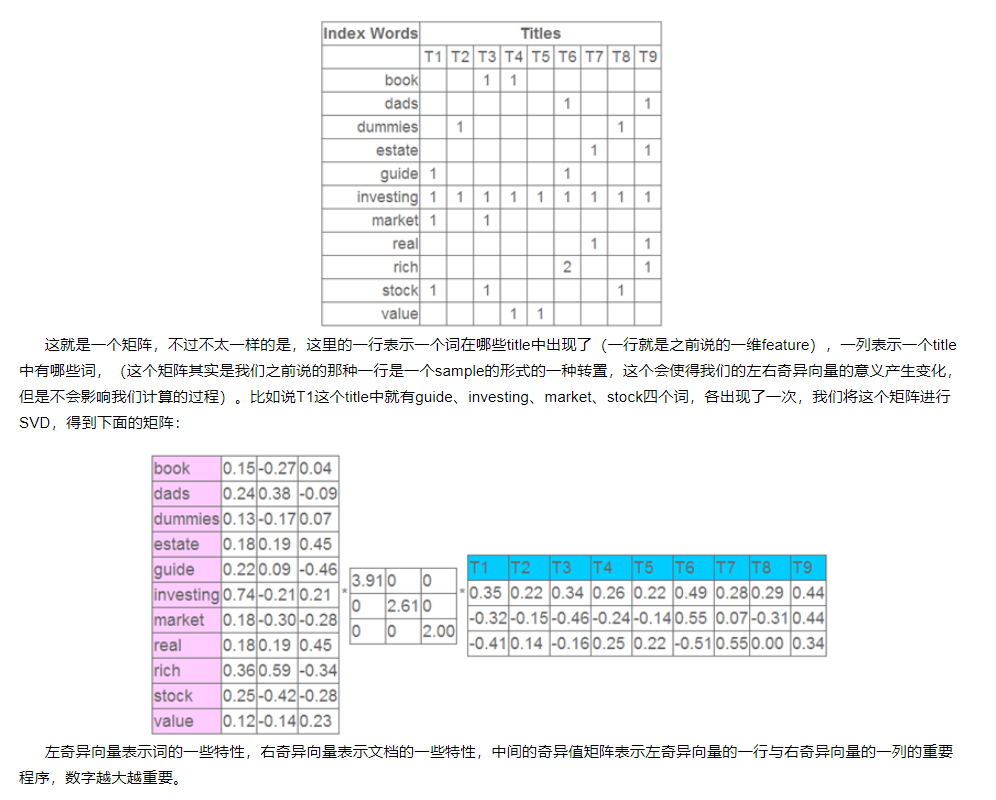 Index Words Titles
T1 T2 T3 T4 T5 T6 T7 T8 T9
book 1 1
dads 1 1
dummies 1 1
estate 1 1
guide 1 1
investing 1 1 1 1 1 1 1 1 1
market 1 1
real 1 1
rich 2 1
stock 1 1 1
value 1 1
这就是一个矩阵，不过不太一样的是，这里的一行表示一个词在哪些title中出现了（一行就是之前说的一维feature），一列表示一个title
中有哪些词，（这个矩阵其实是我们之前说的那种一行是一个sample的形式的一种转置，这个会使得我们的左右奇异向量的意义产生变化，
但是不会影响我们计算的过程）。比如说T1这个title中就有guide、investing、market、stock四个词，各出现了一次，我们将这个矩阵进行
SVD，得到下面的矩阵：
book 0.15 -0.27 0.04
dads 0.24 0.38 -0.09
dummies 0.13 -0.17 0.07
estate 0.18 0.19 0.45
guide 0.22 0.09 -0.46
investing 0.74 -0.21 0.21
market 0.18 -0.30 -0.28
real 0.18 0.19 0.45
rich 0.36 0.59 -0.34
stock 0.25 -0.42 -0.28
value 0.12 -0.14 0.23
*
3.91 0 0
0 2.61 0
0 0 2.00
*
T1 T2 T3 T4 T5 T6 T7 T8 T9
0.35 0.22 0.34 0.26 0.22 0.49 0.28 0.29 0.44
-0.32 -0.15 -0.46 -0.24 -0.14 0.55 0.07 -0.31 0.44
-0.41 0.14 -0.16 0.25 0.22 -0.51 0.55 0.00 0.34
左奇异向量表示词的一些特性，右奇异向量表示文档的一些特性，中间的奇异值矩阵表示左奇异向量的一行与右奇异向量的一列的重要
程序，数字越大越重要。